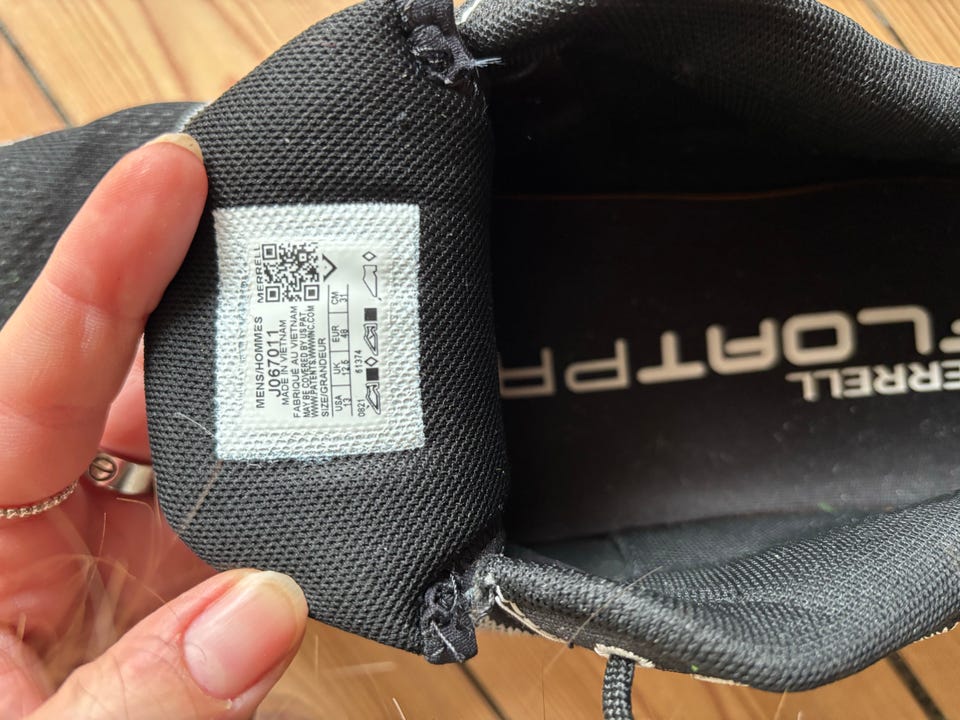 MERRELL
MENS/HOMMES
J067011
MADE IN VIETNAM
FABRIQUE AU VIETNAM
MAY BE COVERED BY US PAT.
WWW.PATENTS.WWWINC.COM
SIZE/GRANDEUR
USA UK EUR CM
13 12.5 48 31
0821 61374
MERRELL
FLOATPR